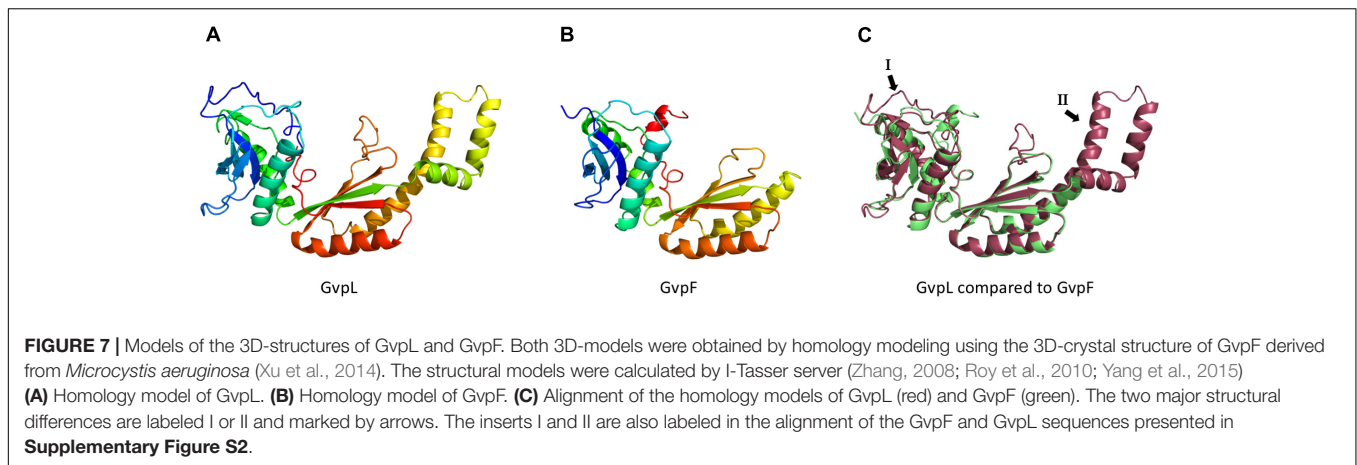 A
B
C
I
II
GvpL
GvpF
GvpL compared to GvpF
FIGURE 7 | Models of the 3D-structures of GvpL and GvpF. Both 3D-models were obtained by homology modeling using the 3D-crystal structure of GvpF derived
from Microcystis aeruginosa (Xu et al., 2014). The structural models were calculated by I-Tasser server (Zhang, 2008; Roy et al., 2010; Yang et al., 2015)
(A) Homology model of GvpL. (B) Homology model of GvpF. (C) Alignment of the homology models of GvpL (red) and GvpF (green). The two major structural
differences are labeled I or II and marked by arrows. The inserts I and II are also labeled in the alignment of the GvpF and GvpL sequences presented in
Supplementary Figure S2.